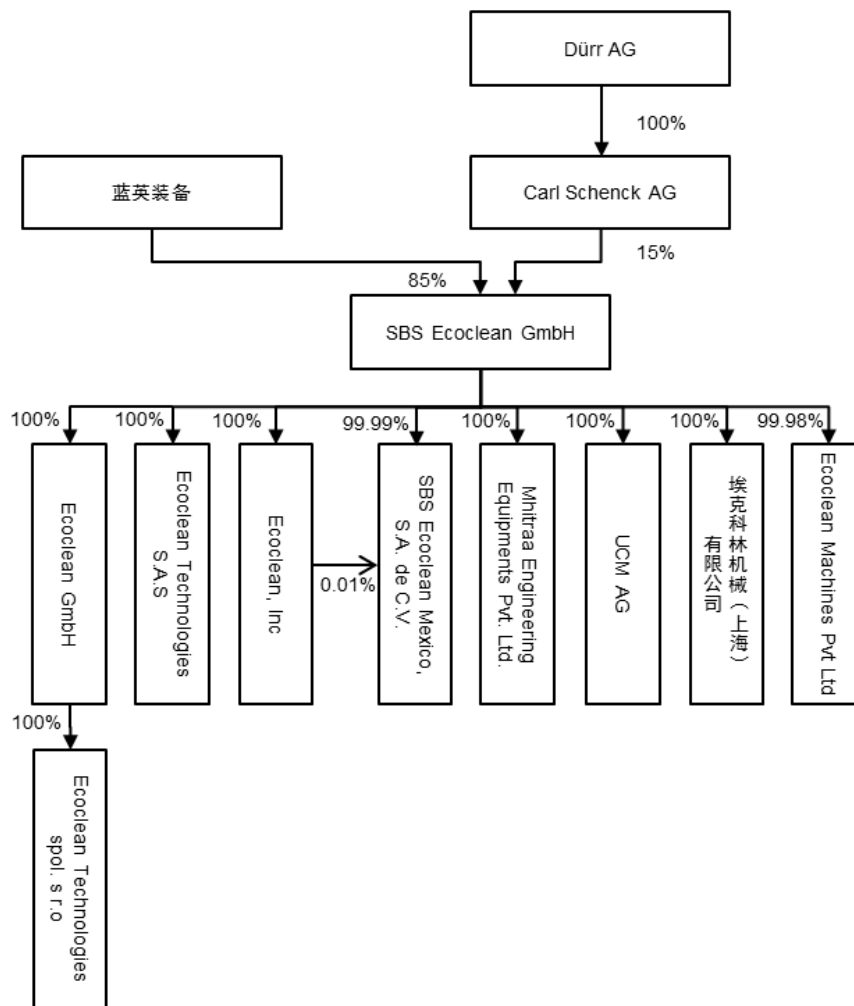 Dürr AG
100%
蓝英装备
Carl Schenck AG
15%
85%
SBS Ecoclean GmbH
100%
100%
100%
99.99%
100%
100%
100%
99.98%
Ecoclean GmbH
Ecoclean Technologies
S.A.S
Ecoclean, Inc
0.01%
SBS Ecoclean Mexico,
S.A. de C.V.
Mhitraa Engineering
Equipments Pvt. Ltd.
UCM AG
埃克科林机械（上海）
有限公司
Ecoclean Machines Pvt Ltd
100%
Ecoclean Technologies
spol. s r.o